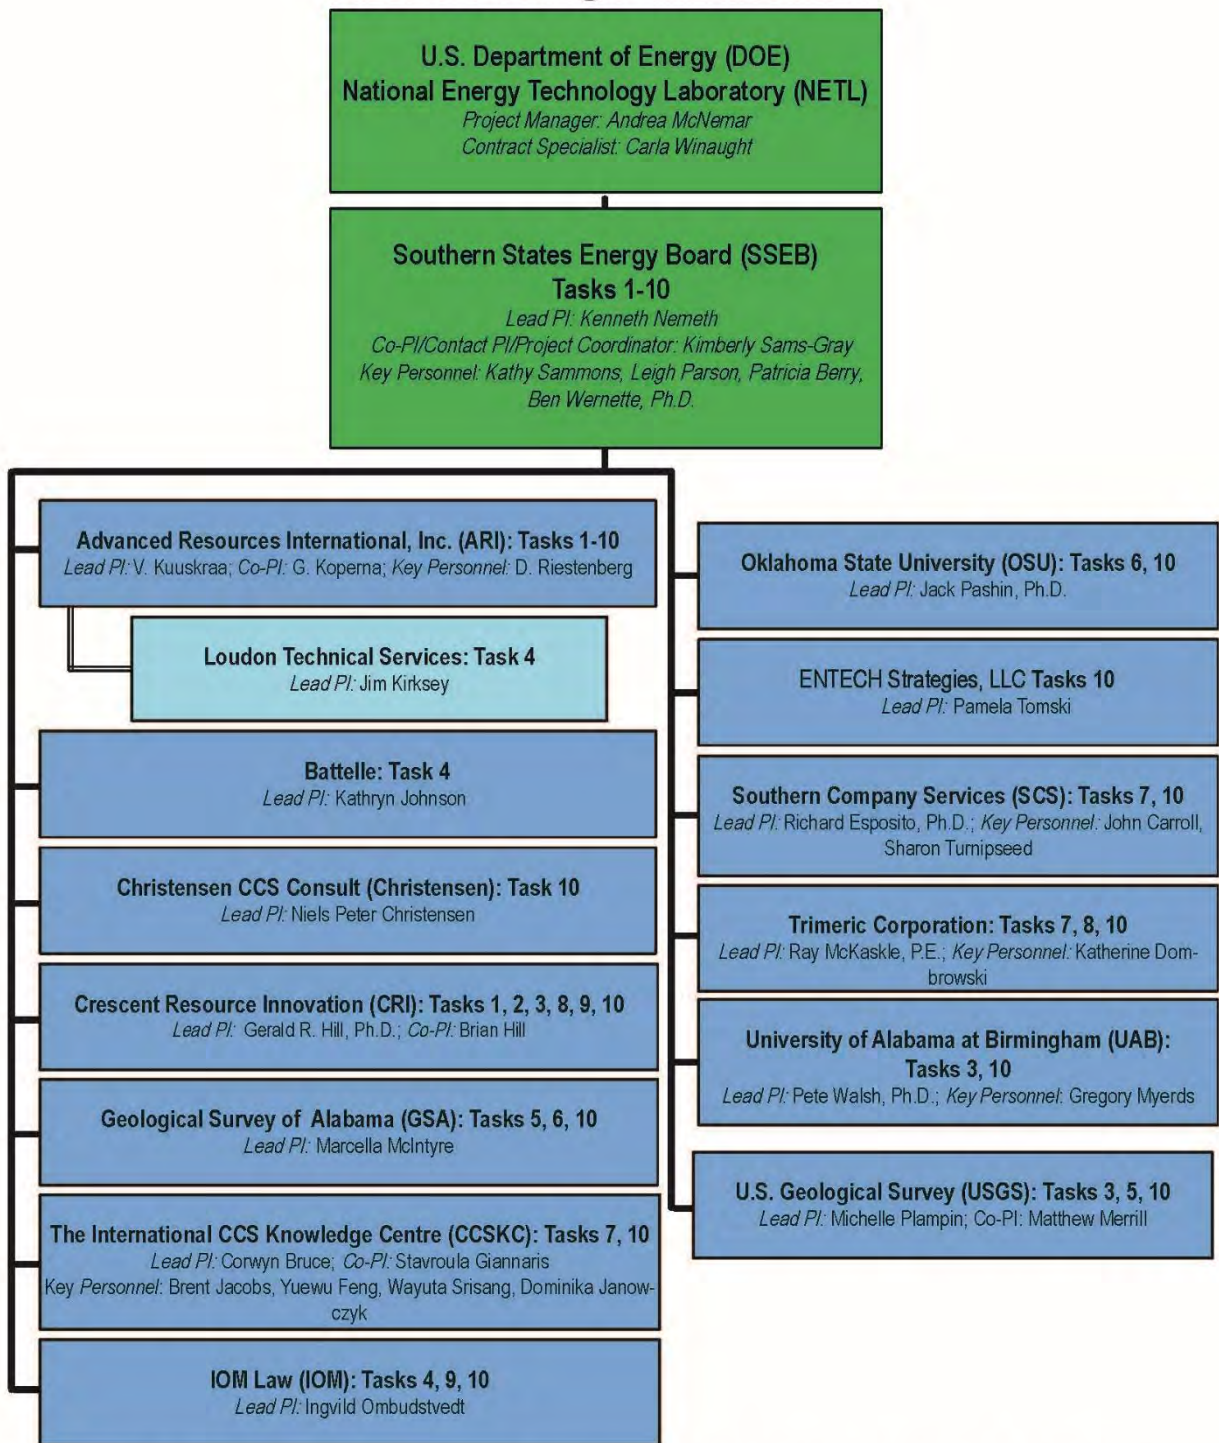 U.S. Department of Energy (DOE)
National Energy Technology Laboratory (NETL)
Project Manager: Andrea McNemar
Contract Specialist: Carla Winaught
Southern States Energy Board (SSEB)
Tasks 1-10
Lead PI: Kenneth Nemeth
Co-PI/Contact PI/Project Coordinator: Kimberly Sams-Gray
Key Personnel: Kathy Sammons, Leigh Parson, Patricia Berry,
Ben Wernette, Ph.D.
Advanced Resources International, Inc. (ARI): Tasks 1-10
Lead PI: V. Kuuskraa; Co-PI: G. Koperna; Key Personnel: D. Riestenberg
Loudon Technical Services: Task 4
Lead PI: Jim Kirksey
Battelle: Task 4
Lead PI: Kathryn Johnson
Christensen CCS Consult (Christensen): Task 10
Lead PI: Niels Peter Christensen
Crescent Resource Innovation (CRI): Tasks 1, 2, 3, 8, 9, 10
Lead PI: Gerald R. Hill, Ph.D.; Co-PI: Brian Hill
Geological Survey of Alabama (GSA): Tasks 5, 6, 10
Lead PI: Marcella McIntyre
The International CCS Knowledge Centre (CCSKC): Tasks 7, 10
Lead PI: Corwyn Bruce; Co-PI: Stavroula Giannaris
Key Personnel: Brent Jacobs, Yuewu Feng, Wayuta Srisang, Dominika Janow-
czyk
IOM Law (IOM): Tasks 4, 9, 10
Lead PI: Ingvild Ombudstvedt
Oklahoma State University (OSU): Tasks 6, 10
Lead PI: Jack Pashin, Ph.D.
ENTECH Strategies, LLC Tasks 10
Lead PI: Pamela Tomski
Southern Company Services (SCS): Tasks 7, 10
Lead PI: Richard Esposito, Ph.D.; Key Personnel: John Carroll,
Sharon Turnipseed
Trimeric Corporation: Tasks 7, 8, 10
Lead PI: Ray McKaskle, P.E.; Key Personnel: Katherine Dom-
browski
University of Alabama at Birmingham (UAB):
Tasks 3, 10
Lead PI: Pete Walsh, Ph.D.; Key Personnel: Gregory Myerds
U.S. Geological Survey (USGS): Tasks 3, 5, 10
Lead PI: Michelle Plampin; Co-PI: Matthew Merrill